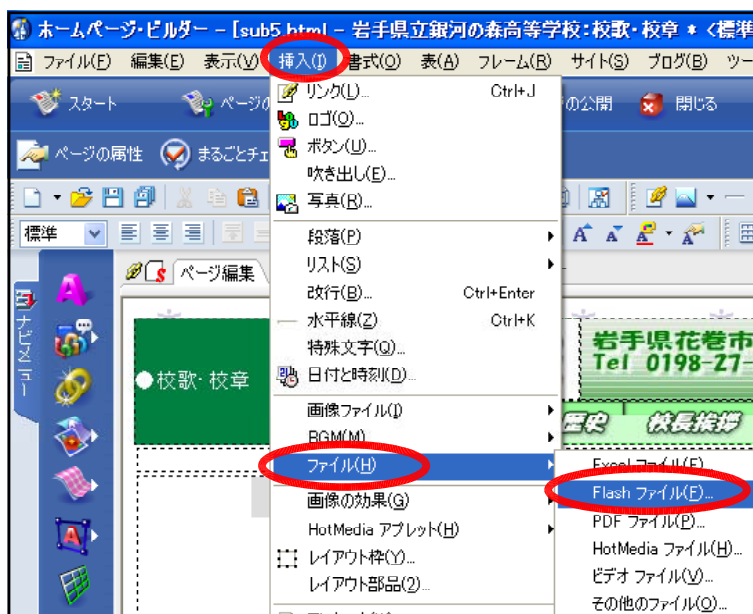 ホームページ・ビルダー - [sub5.html - 岩手県立銀河の森高等学校:校歌・校章 * <標準
ファイル(F) 編集(E) 表示(V) 挿入(I) 書式(O) 表(A) フレーム(R) サイト(S) ブログ(B) ツー
スタート ページの の公開 閉じる
ページの属性 まるごとチェ
標準
ページ編集
ナビメニュー
●校歌・校章
リンク(L)... Ctrl+J
ロゴ(O)...
ボタン(U)...
吹き出し(E)...
写真(R)...
段落(P)
リスト(S)
改行(B)... Ctrl+Enter
水平線(Z) Ctrl+K
特殊文字(Q)...
日付と時刻(D)...
画像ファイル(I)
BGM(M)
ファイル(H)
画像の効果(G)
HotMedia アプレット(H)
レイアウト枠(Y)...
レイアウト部品(2)...
岩手県花巻市
Tel 0198-27-
歴史 校長挨拶
Excel ファイル(E)
Flash ファイル(F)...
PDF ファイル(P)...
HotMedia ファイル(H)...
ビデオ ファイル(V)...
その他のファイル(O)...